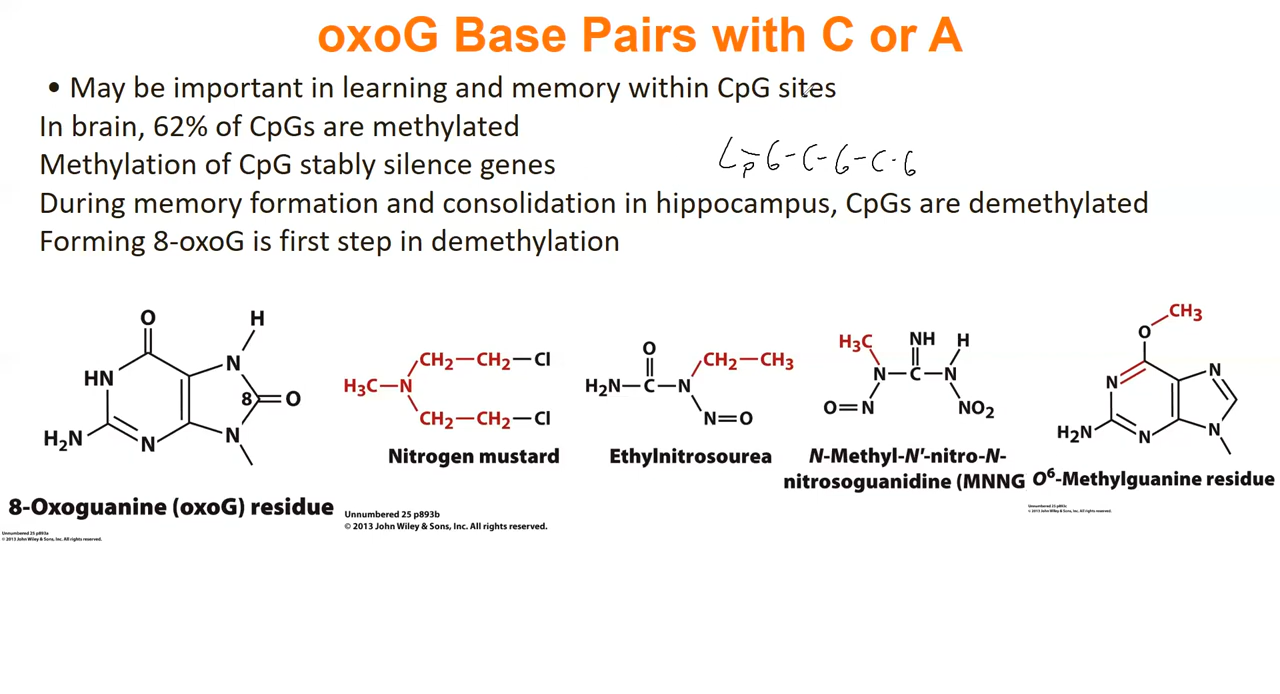 oxoG Base Pairs with C or A
• May be important in learning and memory within CpG sites
In brain, 62% of CpGs are methylated
Methylation of CpG stably silence genes
CpG-C-G-C-G
During memory formation and consolidation in hippocampus, CpGs are demethylated
Forming 8-oxoG is first step in demethylation
O
H
HN
N
8
O
H₂N
N
N
8-Oxoguanine (oxoG) residue
Unnumbered 25 p893a
© 2013 John Wiley & Sons, Inc. All rights reserved.
CH₂—CH₂—Cl
H₃C—N
CH₂—CH₂—Cl
Nitrogen mustard
Unnumbered 25 p893b
© 2013 John Wiley & Sons, Inc. All rights reserved.
O
CH₂—CH₃
H₂N—C—N
N=O
Ethylnitrosourea
H₃C
NH
H
N—C—N
O=N
NO₂
N-Methyl-N′-nitro-N-
nitrosoguanidine (MNNG
CH₃
O
N
N
H₂N
N
N
O⁶-Methylguanine residue
Unnumbered 25 p893c
© 2013 John Wiley & Sons, Inc. All rights reserved.